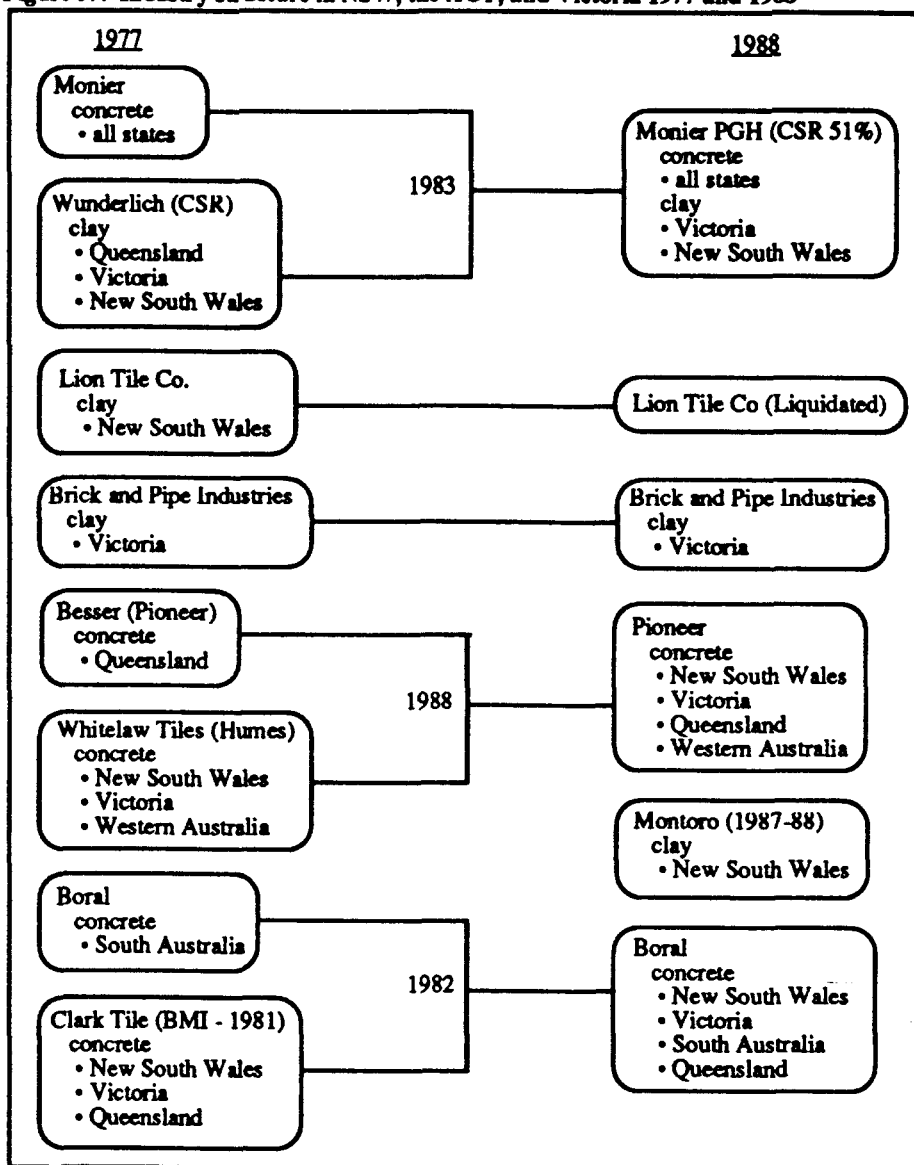 1977
1988
Monier
concrete
• all states
Wunderlich (CSR)
clay
• Queensland
• Victoria
• New South Wales
1983
Monier PGH (CSR 51%)
concrete
• all states
clay
• Victoria
• New South Wales
Lion Tile Co.
clay
• New South Wales
Lion Tile Co (Liquidated)
Brick and Pipe Industries
clay
• Victoria
Brick and Pipe Industries
clay
• Victoria
Besser (Pioneer)
concrete
• Queensland
Whitelaw Tiles (Humes)
concrete
• New South Wales
• Victoria
• Western Australia
1988
Pioneer
concrete
• New South Wales
• Victoria
• Queensland
• Western Australia
Montoro (1987-88)
clay
• New South Wales
Boral
concrete
• South Australia
Clark Tile (BMI - 1981)
concrete
• New South Wales
• Victoria
• Queensland
1982
Boral
concrete
• New South Wales
• Victoria
• South Australia
• Queensland